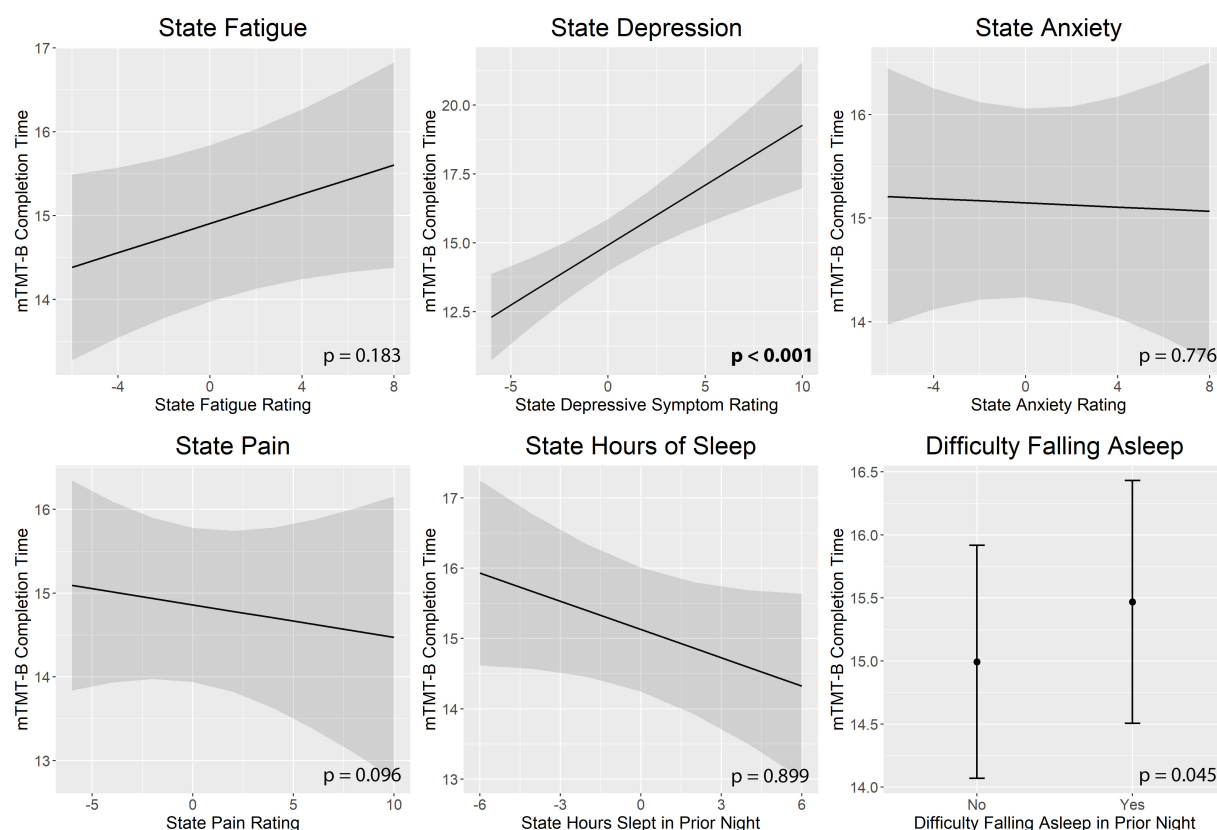 State Fatigue
17
16
15
14
mTMT-B Completion Time
p = 0.183
-4 0 4 8
State Fatigue Rating
State Depression
20.0
17.5
15.0
12.5
mTMT-B Completion Time
p < 0.001
-5 0 5 10
State Depressive Symptom Rating
State Anxiety
16
15
14
mTMT-B Completion Time
p = 0.776
-4 0 4 8
State Anxiety Rating
State Pain
16
15
14
13
mTMT-B Completion Time
p = 0.096
-5 0 5 10
State Pain Rating
State Hours of Sleep
17
16
15
14
13
mTMT-B Completion Time
p = 0.899
-6 -3 0 3 6
State Hours Slept in Prior Night
Difficulty Falling Asleep
16.5
16.0
15.5
15.0
14.5
14.0
mTMT-B Completion Time
p = 0.045
No Yes
Difficulty Falling Asleep in Prior Night